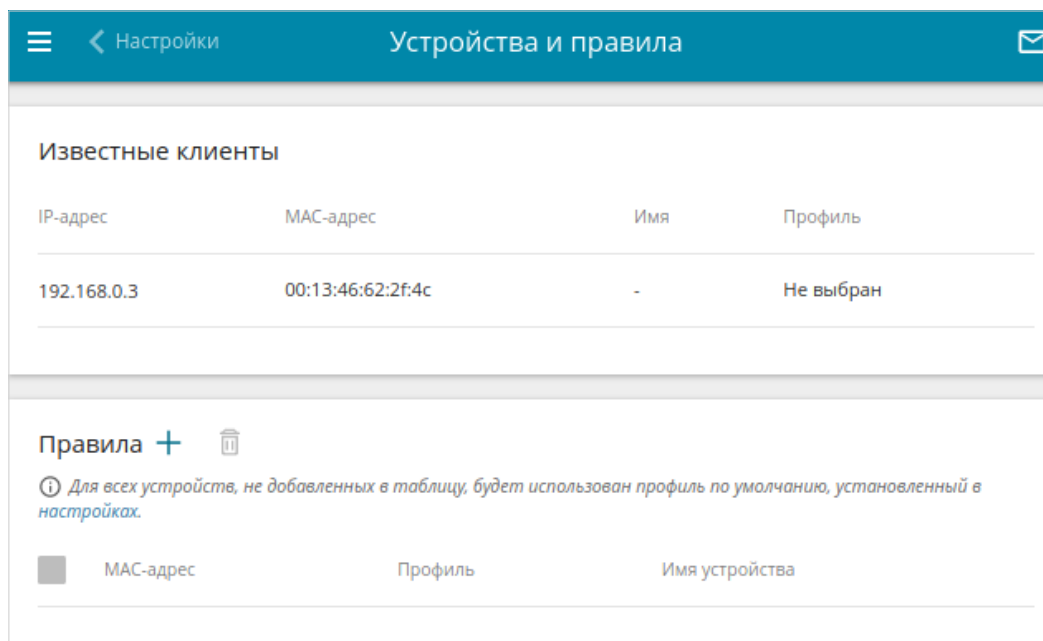 Настройки
Устройства и правила
Известные клиенты
IP-адрес MAC-адрес Имя Профиль
192.168.0.3 00:13:46:62:2f:4c - Не выбран
Правила
Для всех устройств, не добавленных в таблицу, будет использован профиль по умолчанию, установленный в
настройках.
MAC-адрес Профиль Имя устройства